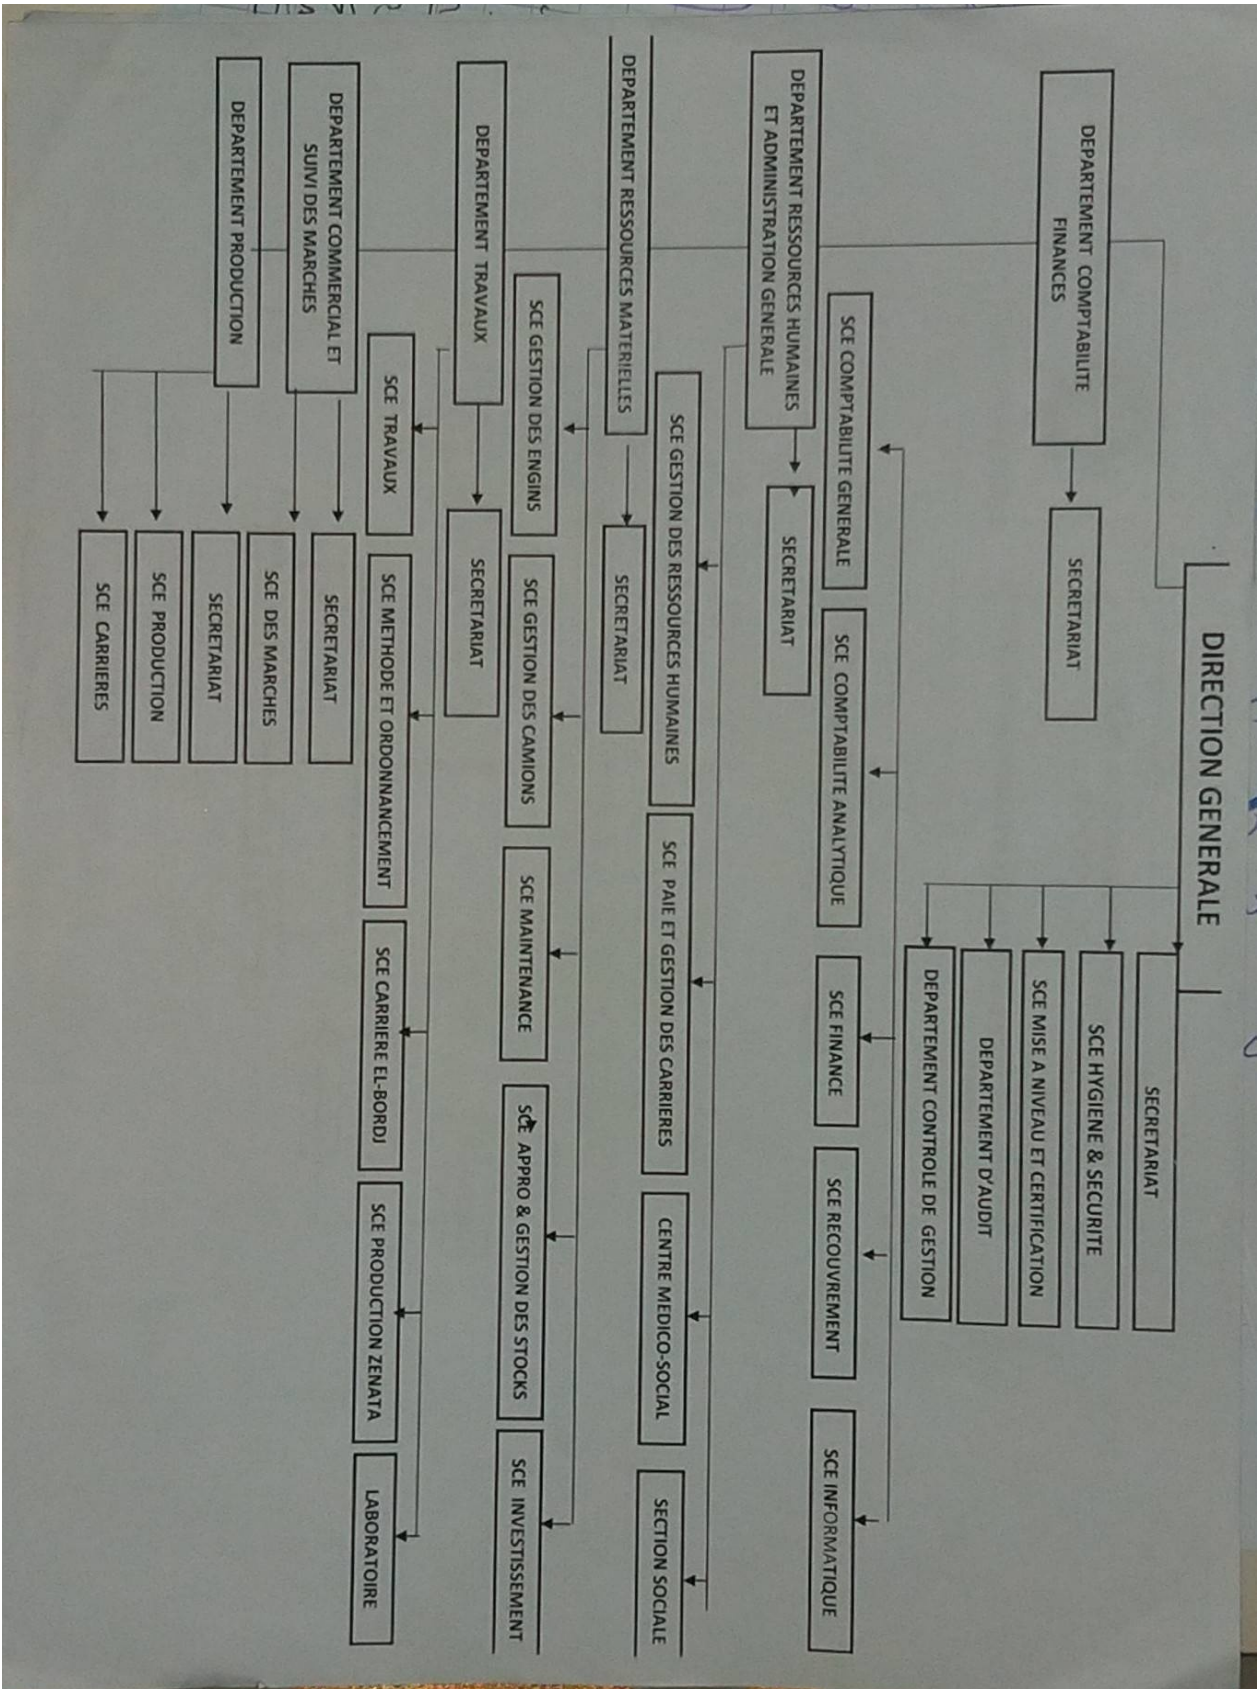 DIRECTION GENERALE
SECRETARIAT
SCE HYGIENE & SECURITE
SCE MISE A NIVEAU ET CERTIFICATION
DEPARTEMENT D'AUDIT
DEPARTEMENT CONTROLE DE GESTION
DEPARTEMENT COMPTABILITE
FINANCES
SECRETARIAT
SCE COMPTABILITE GENERALE
SCE COMPTABILITE ANALYTIQUE
SCE FINANCE
SCE RECOUVREMENT
SCE INFORMATIQUE
DEPARTEMENT RESSOURCES HUMAINES
ET ADMINISTRATION GENERALE
SECRETARIAT
SCE GESTION DES RESSOURCES HUMAINES
SCE PAIE ET GESTION DES CARRIERES
CENTRE MEDICO-SOCIAL
SECTION SOCIALE
DEPARTEMENT RESSOURCES MATERIELLES
SECRETARIAT
SCE GESTION DES ENGINS
SCE GESTION DES CAMIONS
SCE MAINTENANCE
SCE APPRO & GESTION DES STOCKS
SCE INVESTISSEMENT
DEPARTEMENT TRAVAUX
SECRETARIAT
SCE TRAVAUX
SCE METHODE ET ORDONNANCEMENT
SCE CARRIERE EL-BORDJ
SCE PRODUCTION ZENATA
LABORATOIRE
DEPARTEMENT COMMERCIAL ET
SUIVI DES MARCHES
SECRETARIAT
SCE DES MARCHES
DEPARTEMENT PRODUCTION
SECRETARIAT
SCE PRODUCTION
SCE CARRIERES